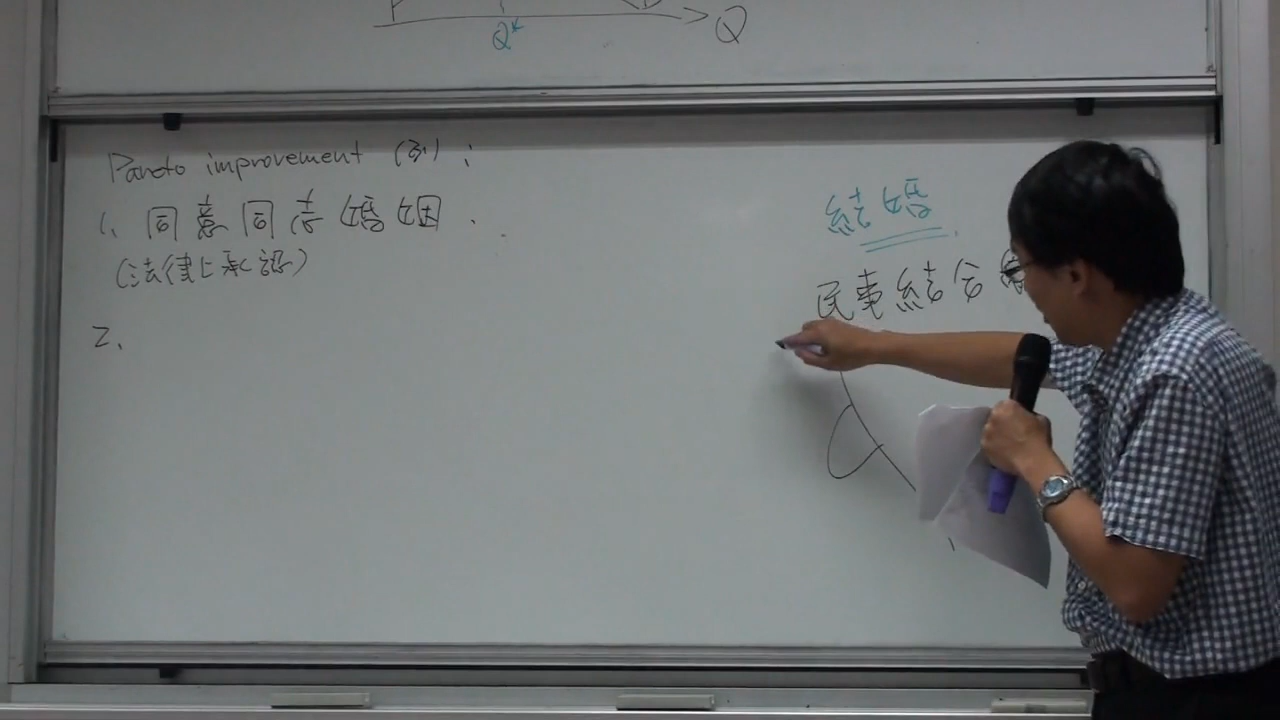 Q* Q
Pareto improvement (例) :
1. 同意同志婚姻.
(法律上承認)
2.
結婚
民事結合